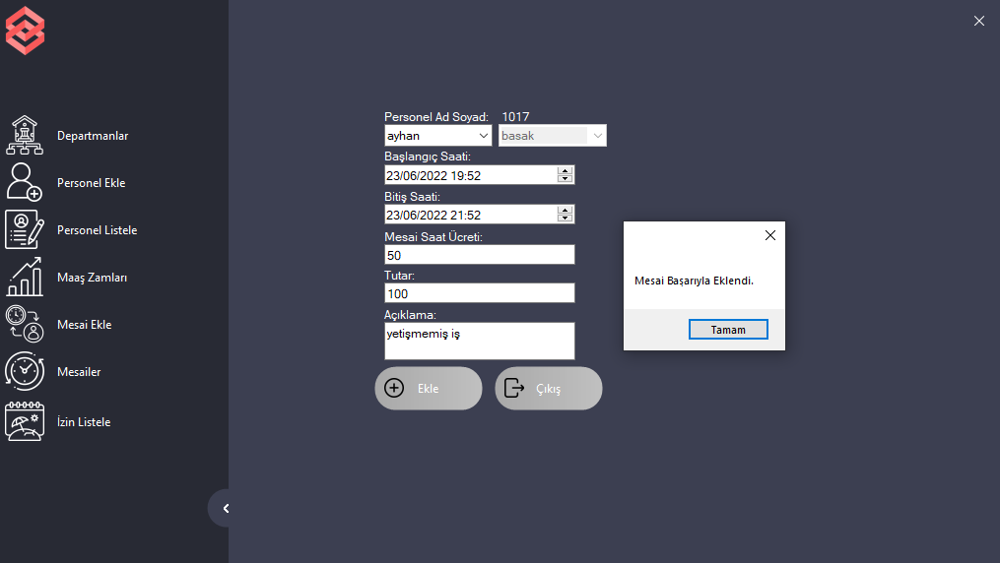 Departmanlar
Personel Ekle
Personel Listele
Maaş Zamları
Mesai Ekle
Mesailer
İzin Listele
Personel Ad Soyad: 1017
ayhan basak
Başlangıç Saati:
23/06/2022 19:52
Bitiş Saati:
23/06/2022 21:52
Mesai Saat Ücreti:
50
Tutar:
100
Açıklama:
yetişmemiş iş
Ekle Çıkış
Mesai Başarıyla Eklendi.
Tamam